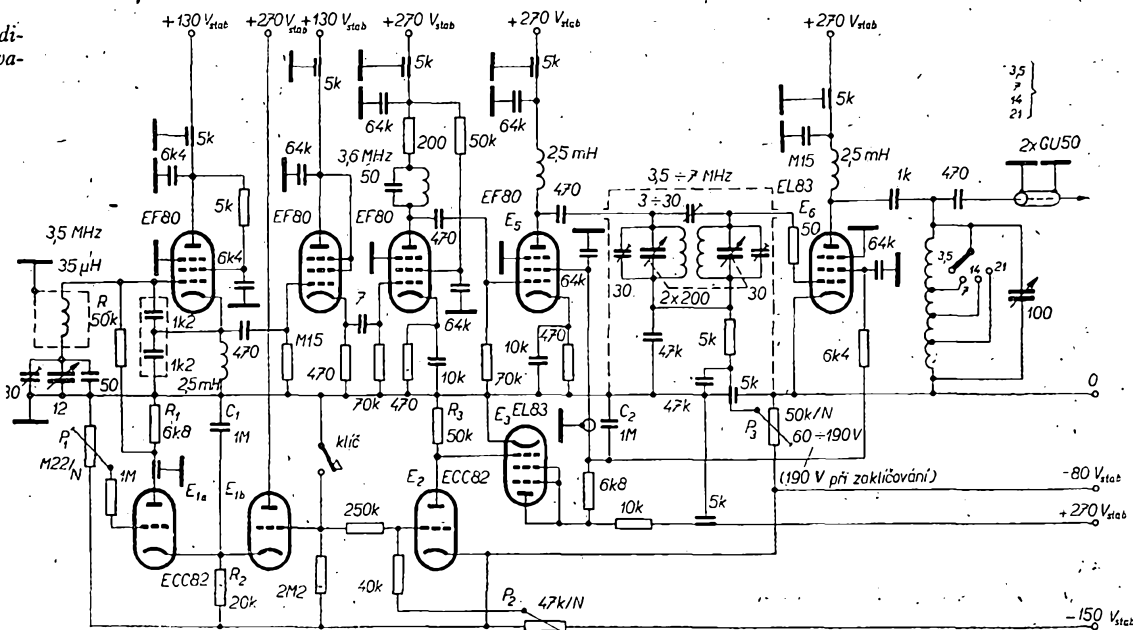 di-
va-
+130 Vstab
+270 Vstab
+130 Vstab
+270 Vstab
+270 Vstab
+270 Vstab
5k
5k
5k
5k
5k
3,5
7
14
21
6k4
64k
64k
64k
M15
2xGU50
5k
200
50k
2,5 mH
2,5 mH
3,6 MHz
50
3,5 ÷ 7 MHz
3 ÷ 30
EF80
EF80
EF80
EF80
E5
EL83
E6
470
470
1k
470
3,5 MHz
35 µH
6k4
50
64k
R
50k
1k2
1k2
470
M15
7
64k
64k
30
2x200
30
3,5
14
21
7
100
30
12
50
2,5mH
470
70k
470
10k
70k
10k
470
47k
5k
47k
5k
6k4
0
P1
M22/N
1M
R1
6k8
C1
1M
klíč
R3
50k
E3
EL83
C2
1M
P3
50k/N
60 ÷ 190V
(190 V při zaklíčování)
-80 Vstab
E1a
E1b
E2
ECC82
250k
6k8
10k
5k
+270 Vstab
ECC82
R2
20k
2M2
40k
P2
47k/N
-150 Vstab